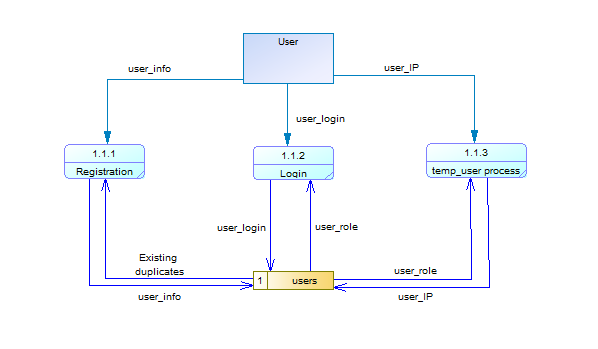 User
user_info
user_IP
user_login
1.1.1
Registration
1.1.2
Login
1.1.3
temp_user process
user_login
user_role
Existing
duplicates
user_role
1
users
user_info
user_IP